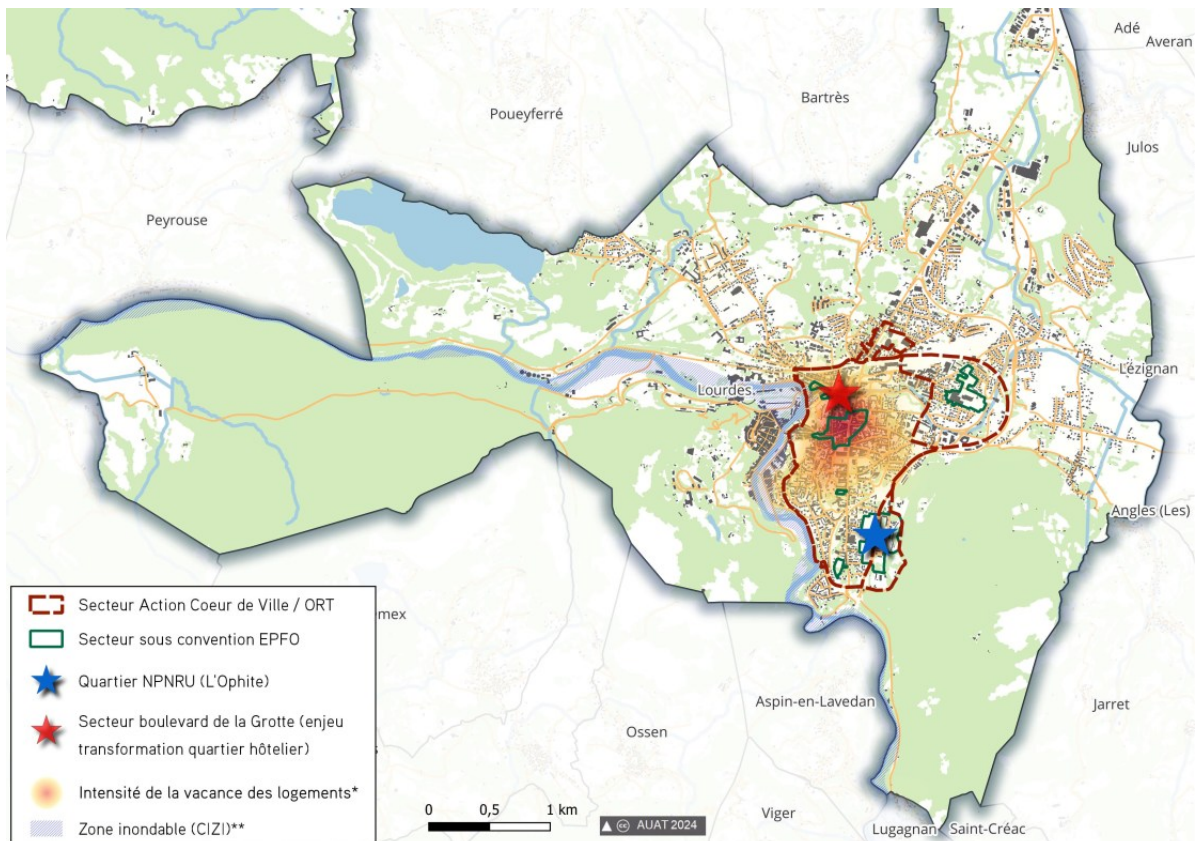 Adé
Averan
Poueyferré
Bartrès
Julos
Peyrouse
Lézignan
Lourdes
Angles (Les)
emex
Aspin-en-Lavedan
Jarret
Ossen
Viger
Lugagnan
Saint-Créac
Secteur Action Coeur de Ville / ORT
Secteur sous convention EPFO
Quartier NPNRU (L'Ophite)
Secteur boulevard de la Grotte (enjeu
transformation quartier hôtelier)
Intensité de la vacance des logements*
Zone inondable (CIZI)**
0 0,5 1 km
cc AUAT 2024